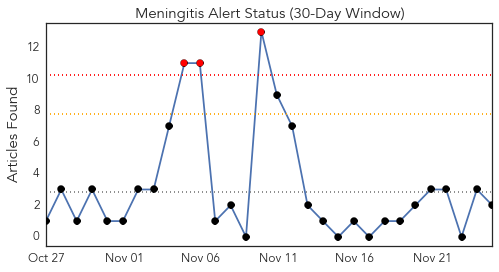 Meningitis Alert Status (30-Day Window)
Articles Found
12
10
8
6
4
2
0
Oct 27
Nov 01
Nov 06
Nov 11
Nov 16
Nov 21